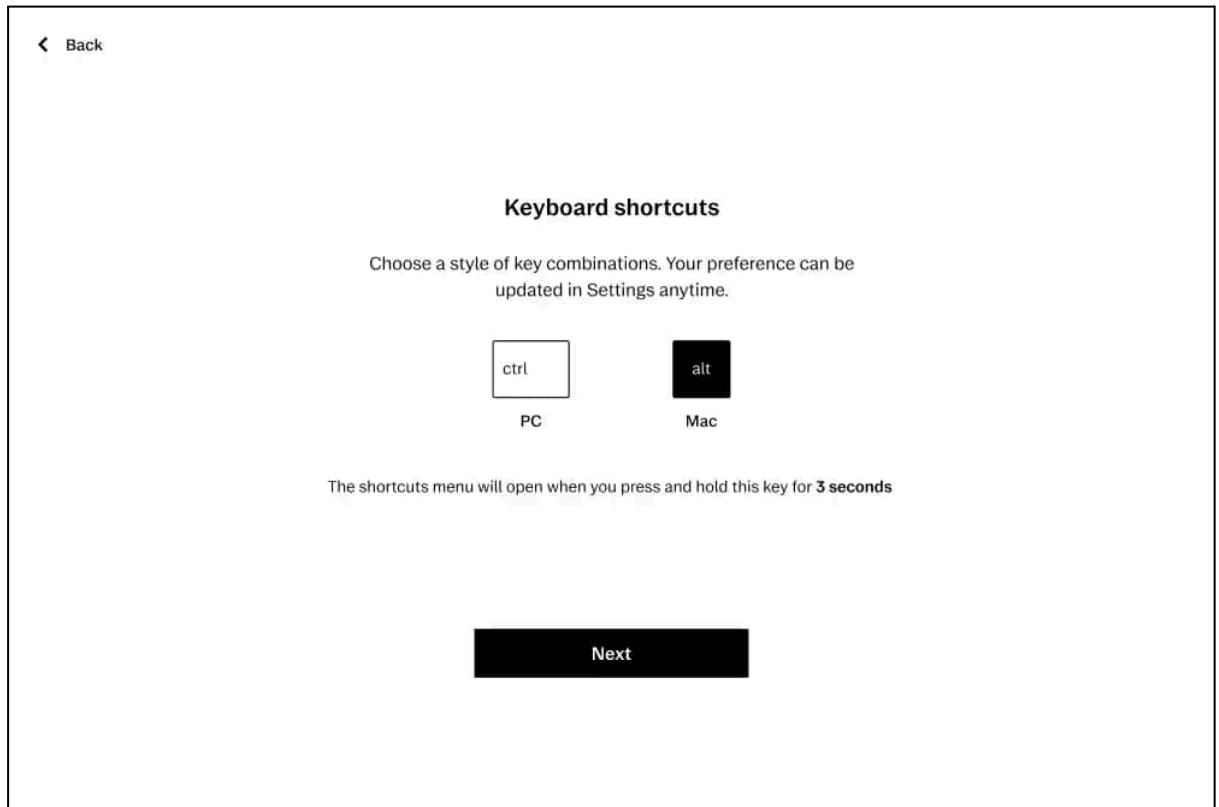 Back
Keyboard shortcuts
Choose a style of key combinations. Your preference can be
updated in Settings anytime.
ctrl
alt
PC
Mac
The shortcuts menu will open when you press and hold this key for 3 seconds
Next